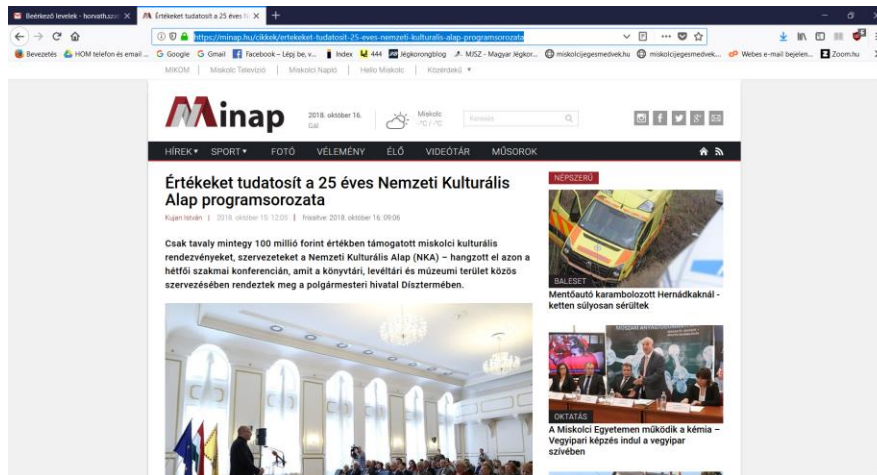 Beérkező levelek - horvath.szo
Értékeket tudatosít a 25 éves N
https://minap.hu/cikkek/ertekeket-tudatosit-25-eves-nemzeti-kulturalis-alap-programsorozata
Bevezetés HOM telefon és email ... Google Gmail Facebook – Lépj be, v... Index 444 Jégkorongblog MJSZ - Magyar Jégkor... miskolcijegesmedvek.hu miskolcijegesmedvek... Webes e-mail bejelen... Zoom.hu
MIKOM | Miskolc Televízió | Miskolci Napló | Hello Miskolc | Közérdekű
Minap
2018. október 16.
Gál
Miskolc
-°C / -°C
Keresés
HÍREK SPORT FOTÓ VÉLEMÉNY ÉLŐ VIDEÓTÁR MŰSOROK
Értékeket tudatosít a 25 éves Nemzeti Kulturális
Alap programsorozata
Kujan István | 2018. október 15. 12:00 | frissítve: 2018. október 16. 09:06
Csak tavaly mintegy 100 millió forint értékben támogatott miskolci kulturális
rendezvényeket, szervezeteket a Nemzeti Kulturális Alap (NKA) – hangzott el azon a
hétfői szakmai konferencián, amit a könyvtári, levéltári és múzeumi terület közös
szervezésében rendeztek meg a polgármesteri hivatal Dísztermében.
NÉPSZERŰ
BALESET
Mentőautó karambolozott Hernádkaknál -
ketten súlyosan sérültek
OKTATÁS
A Miskolci Egyetemen működik a kémia –
Vegyipari képzés indul a vegyipar
szívében